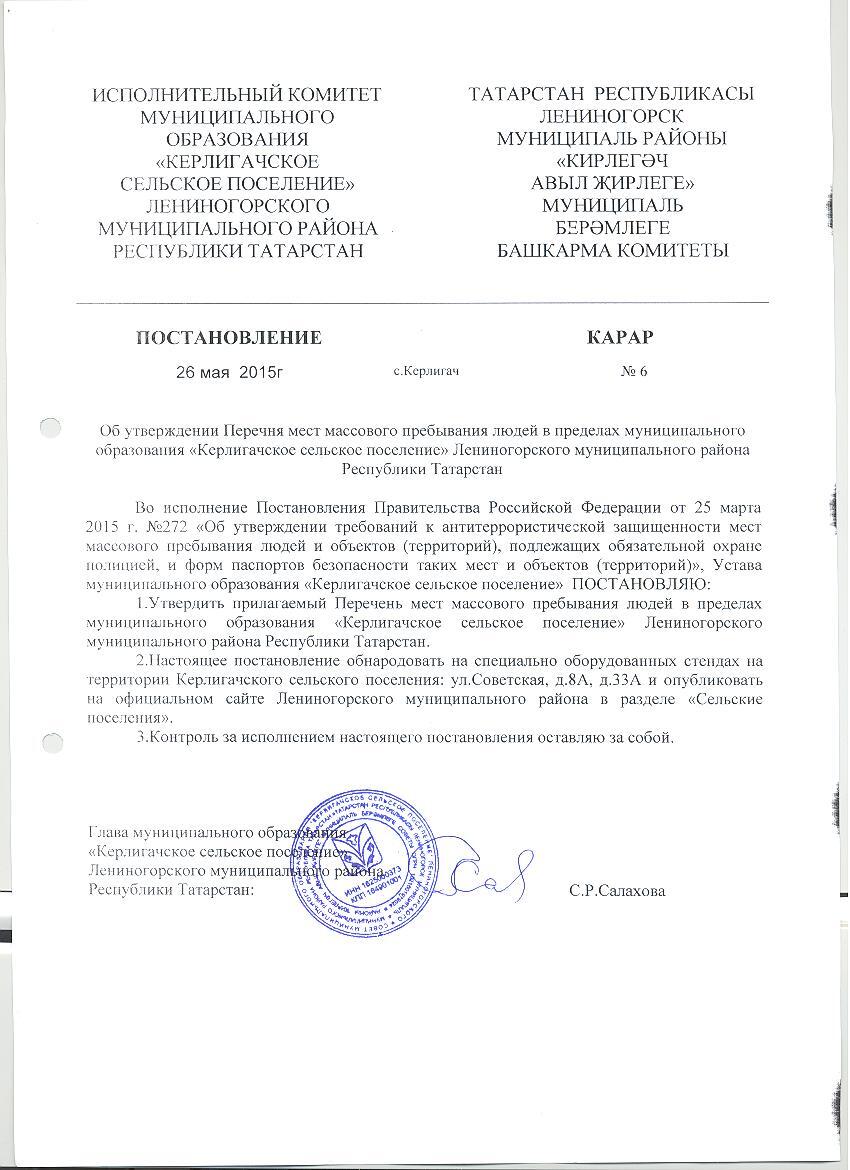 ИСПОЛНИТЕЛЬНЫЙ КОМИТЕТ
МУНИЦИПАЛЬНОГО
ОБРАЗОВАНИЯ
«КЕРЛИГАЧСКОЕ
СЕЛЬСКОЕ ПОСЕЛЕНИЕ»
ЛЕНИНОГОРСКОГО
МУНИЦИПАЛЬНОГО РАЙОНА
РЕСПУБЛИКИ ТАТАРСТАН
ТАТАРСТАН РЕСПУБЛИКАСЫ
ЛЕНИНОГОРСК
МУНИЦИПАЛЬ РАЙОНЫ
«КИРЛЕГӘЧ
АВЫЛ ҖИРЛЕГЕ»
МУНИЦИПАЛЬ
БЕРӘМЛЕГЕ
БАШКАРМА КОМИТЕТЫ
ПОСТАНОВЛЕНИЕ КАРАР
26 мая 2015г с.Керлигач № 6
Об утверждении Перечня мест массового пребывания людей в пределах муниципального
образования «Керлигачское сельское поселение» Лениногорского муниципального района
Республики Татарстан
Во исполнение Постановления Правительства Российской Федерации от 25 марта
2015 г. №272 «Об утверждении требований к антитеррористической защищенности мест
массового пребывания людей и объектов (территорий), подлежащих обязательной охране
полицией, и форм паспортов безопасности таких мест и объектов (территорий)», Устава
муниципального образования «Керлигачское сельское поселение» ПОСТАНОВЛЯЮ:
1.Утвердить прилагаемый Перечень мест массового пребывания людей в пределах
муниципального образования «Керлигачское сельское поселение» Лениногорского
муниципального района Республики Татарстан.
2.Настоящее постановление обнародовать на специально оборудованных стендах на
территории Керлигачского сельского поселения: ул.Советская, д.8А, д.33А и опубликовать
на официальном сайте Лениногорского муниципального района в разделе «Сельские
поселения».
3.Контроль за исполнением настоящего постановления оставляю за собой.
Глава муниципального образования
«Керлигачское сельское поселение»
Лениногорского муниципального района
Республики Татарстан: С.Р.Салахова
КПП 164901001